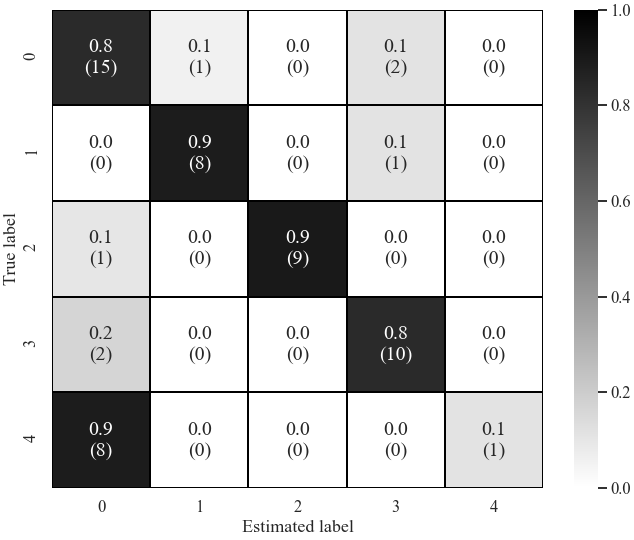 0.8 0.1 0.0 0.1 0.0
(15) (1) (0) (2) (0)
0
0.0 0.9 0.0 0.1 0.0
(0) (8) (0) (1) (0)
1
0.1 0.0 0.9 0.0 0.0
(1) (0) (9) (0) (0)
2
0.2 0.0 0.0 0.8 0.0
(2) (0) (0) (10) (0)
3
0.9 0.0 0.0 0.0 0.1
(8) (0) (0) (0) (1)
4
True label
0 1 2 3 4
Estimated label
1.0
0.8
0.6
0.4
0.2
0.0